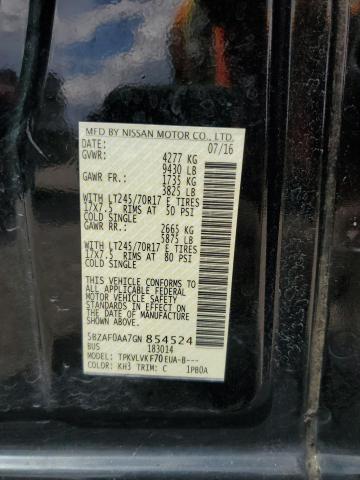 MFD BY NISSAN MOTOR CO., LTD.
DATE: 07/16
GVWR: 4277 KG
9430 LB
GAWR FR.: 1735 KG
3825 LB
WITH LT245/70R17 E TIRES
17X7.5 RIMS AT 50 PSI
COLD SINGLE
GAWR RR.: 2665 KG
5875 LB
WITH LT245/70R17 E TIRES
17X7.5 RIMS AT 80 PSI
COLD SINGLE
THIS VEHICLE CONFORMS TO
ALL APPLICABLE FEDERAL
MOTOR VEHICLE SAFETY
STANDARDS IN EFFECT ON
THE DATE OF MANUFACTURE
SHOWN ABOVE.
5BZAF0AA7GN 854524
BUS 183014
MODEL: TPKVLVK F70 EUA-B---
COLOR: KH3 TRIM: C 1PB0A